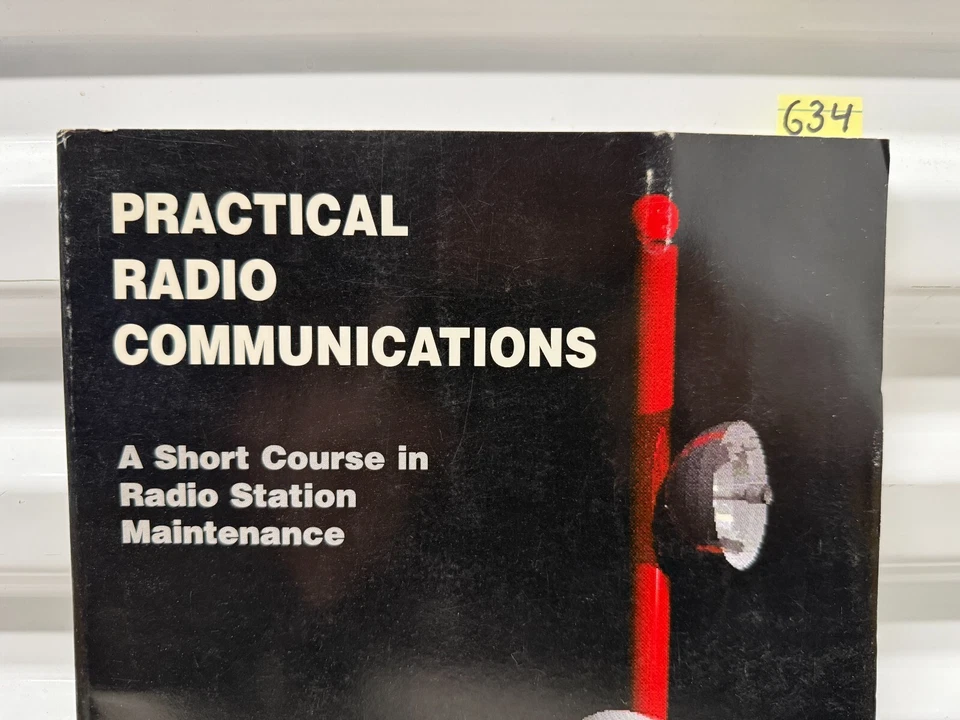 634
PRACTICAL
RADIO
COMMUNICATIONS
A Short Course in
Radio Station
Maintenance